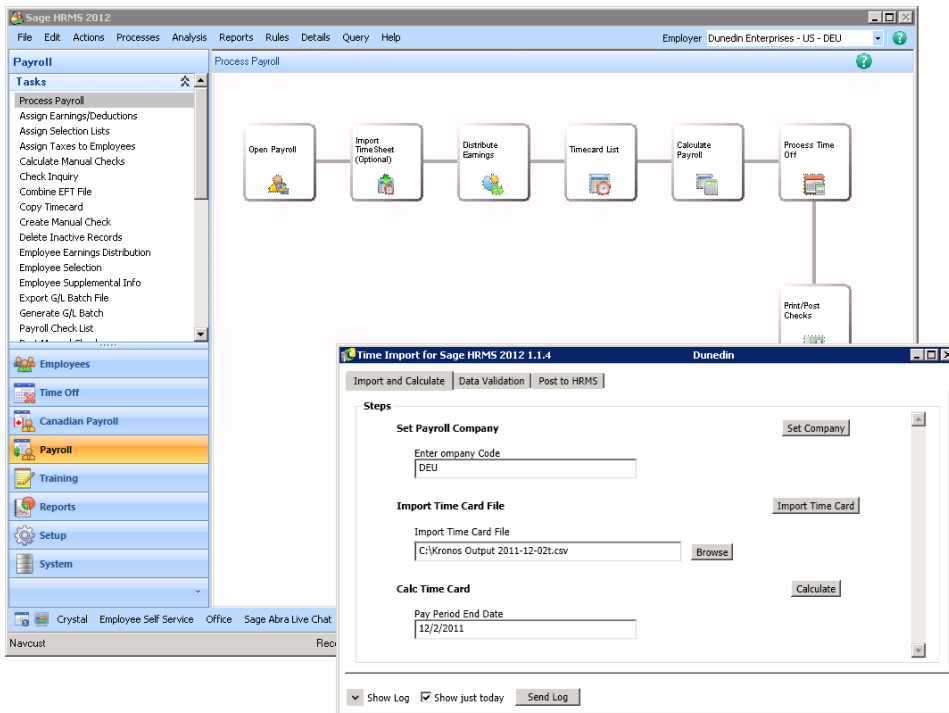 Sage HRMS 2012
File Edit Actions Processes Analysis Reports Rules Details Query Help
Employer Dunedin Enterprises - US - DEU
Payroll
Process Payroll
Tasks
Process Payroll
Assign Earnings/Deductions
Assign Selection Lists
Assign Taxes to Employees
Calculate Manual Checks
Check Inquiry
Combine EFT File
Copy Timecard
Create Manual Check
Delete Inactive Records
Employee Earnings Distribution
Employee Selection
Employee Supplemental Info
Export G/L Batch File
Generate G/L Batch
Payroll Check List
Employees
Time Off
Canadian Payroll
Payroll
Training
Reports
Setup
System
Open Payroll
Import
TimeSheet
(Optional)
Distribute
Earnings
Timecard List
Calculate
Payroll
Process Time
Off
Print/Post
Checks
Crystal Employee Self Service Office Sage Abra Live Chat
Navcust
Rec
Time Import for Sage HRMS 2012 1.1.4 Dunedin
Import and Calculate Data Validation Post to HRMS
Steps
Set Payroll Company
Set Company
Enter ompany Code
DEU
Import Time Card File
Import Time Card
Import Time Card File
C:\Kronos Output 2011-12-02t.csv
Browse
Calc Time Card
Calculate
Pay Period End Date
12/2/2011
Show Log Show just today Send Log